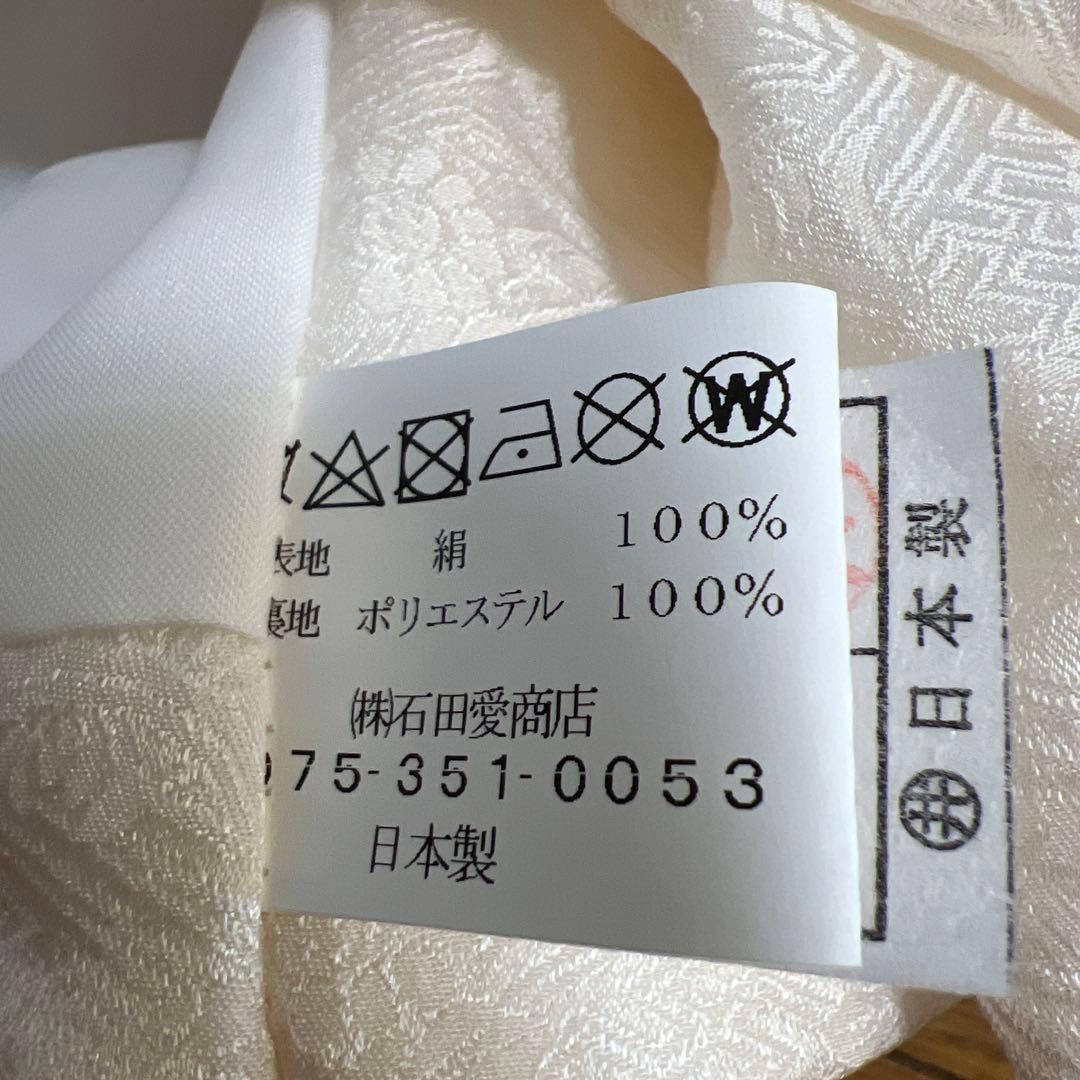 W
表地 絹 100%
裏地 ポリエステル 100%
㈱石田愛商店
075-351-0053
日本製
日本製